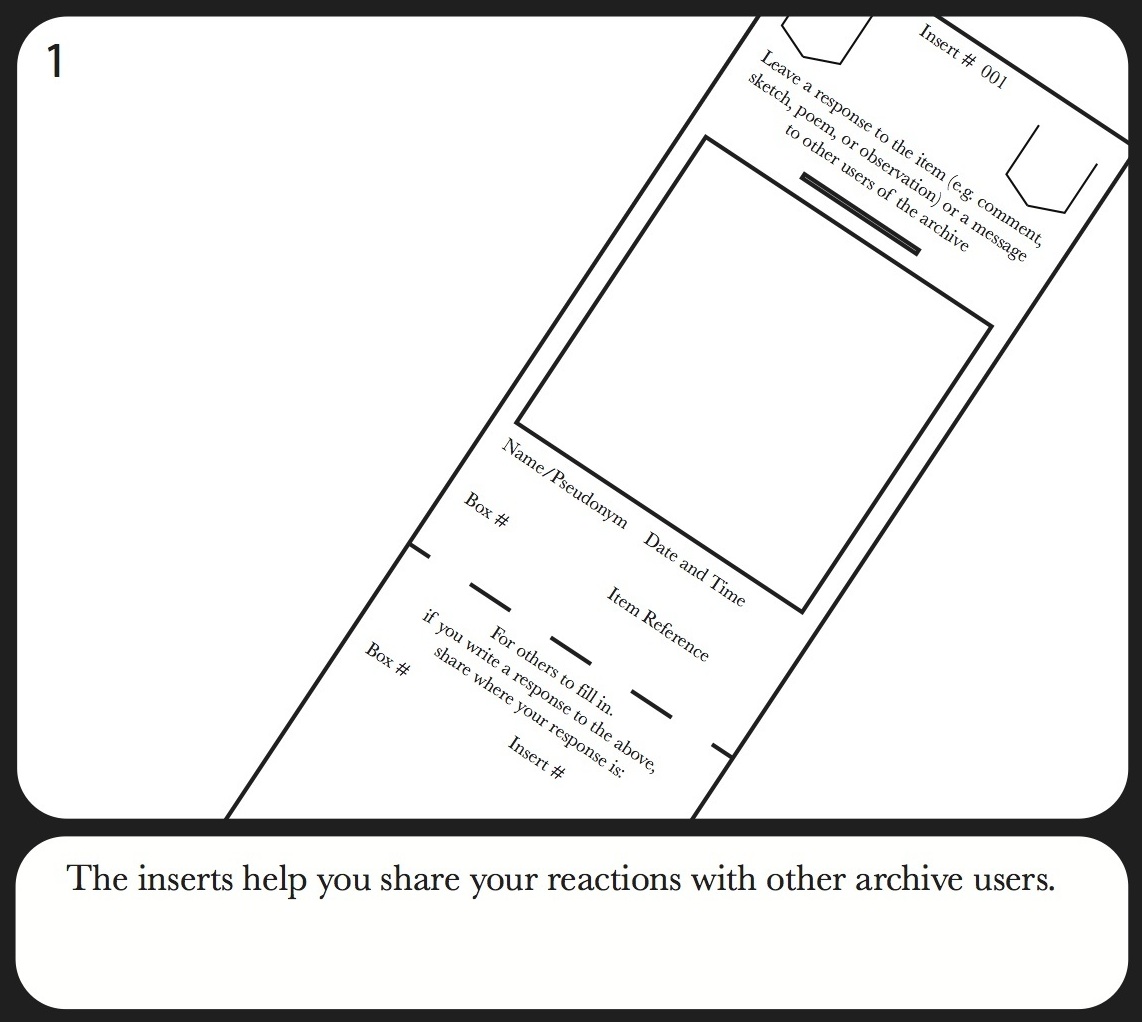 1
Insert # 001
Leave a response to the item (e.g. comment,
sketch, poem, or observation) or a message
to other users of the archive
Name/Pseudonym
Date and Time
Box #
Item Reference
For others to fill in.
if you write a response to the above,
share where your response is:
Box #
Insert #
The inserts help you share your reactions with other archive users.